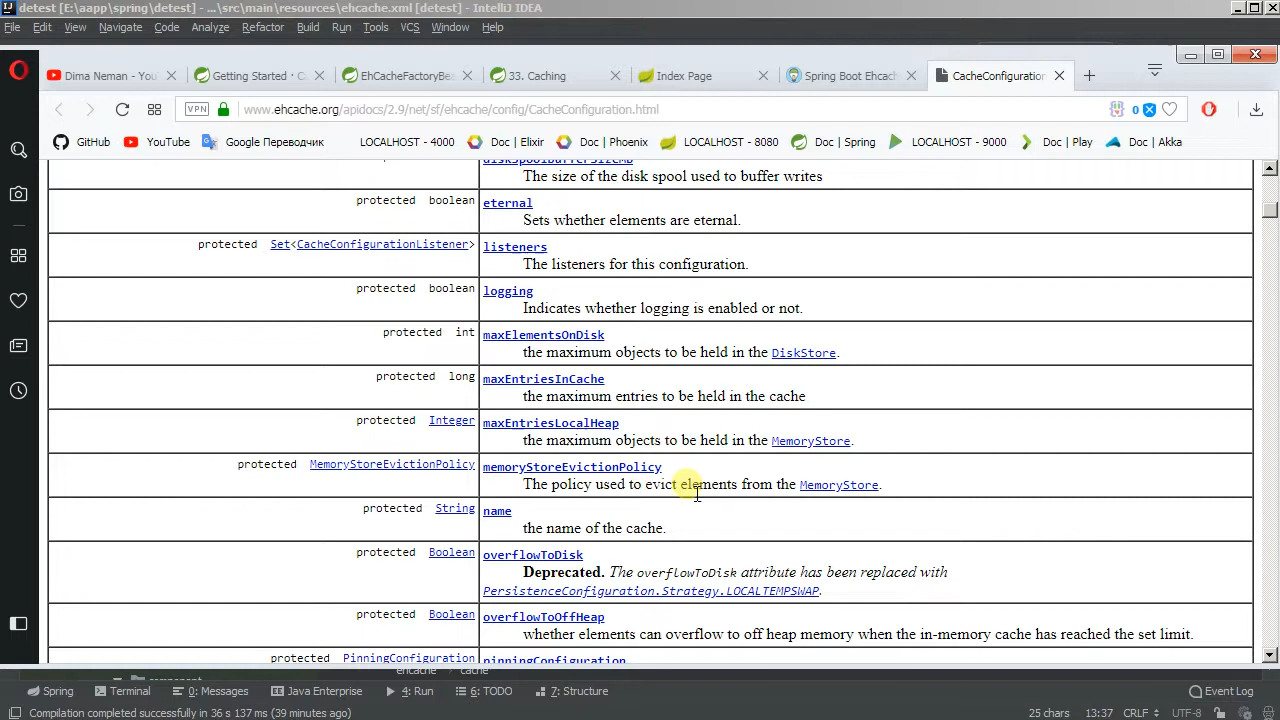 detest [E:\aapp\spring\detest] - ...\src\main\resources\ehcache.xml [detest] - IntelliJ IDEA
File Edit View Navigate Code Analyze Refactor Build Run Tools VCS Window Help
Dima Neman - You
Getting Started · C
EhCacheFactoryBe
33. Caching
Index Page
Spring Boot Ehcach
CacheConfiguration
VPN www.ehcache.org/apidocs/2.9/net/sf/ehcache/config/CacheConfiguration.html 0
GitHub YouTube Google Переводчик LOCALHOST - 4000 Doc | Elixir Doc | Phoenix LOCALHOST - 8080 Doc | Spring LOCALHOST - 9000 Doc | Play Doc | Akka
diskSpoolBufferSizeMB
The size of the disk spool used to buffer writes
protected boolean eternal
Sets whether elements are eternal.
protected Set<CacheConfigurationListener> listeners
The listeners for this configuration.
protected boolean logging
Indicates whether logging is enabled or not.
protected int maxElementsOnDisk
the maximum objects to be held in the DiskStore.
protected long maxEntriesInCache
the maximum entries to be held in the cache
protected Integer maxEntriesLocalHeap
the maximum objects to be held in the MemoryStore.
protected MemoryStoreEvictionPolicy memoryStoreEvictionPolicy
The policy used to evict elements from the MemoryStore.
protected String name
the name of the cache.
protected Boolean overflowToDisk
Deprecated. The overflowToDisk attribute has been replaced with
PersistenceConfiguration.Strategy.LOCALTEMPSWAP.
protected Boolean overflowToOffHeap
whether elements can overflow to off heap memory when the in-memory cache has reached the set limit.
protected PinningConfiguration pinningConfiguration
ehcache cache
component
Spring Terminal 0: Messages Java Enterprise 4: Run 6: TODO 7: Structure Event Log
Compilation completed successfully in 36 s 137 ms (39 minutes ago) 25 chars 13:37 CRLF UTF-8